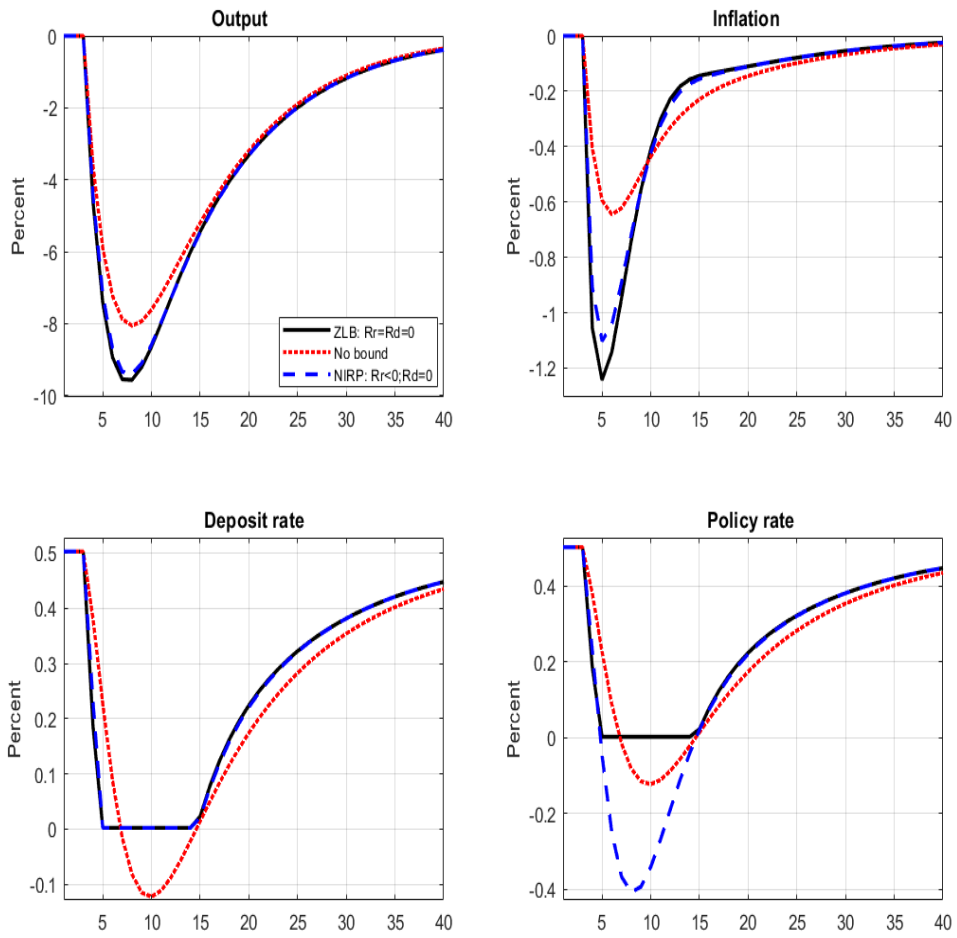 Output
Percent
0
-2
-4
-6
-8
-10
5 10 15 20 25 30 35 40
ZLB: Rr=Rd=0
No bound
NIRP: Rr<0;Rd=0
Inflation
Percent
0
-0.2
-0.4
-0.6
-0.8
-1
-1.2
5 10 15 20 25 30 35 40
Deposit rate
Percent
0.5
0.4
0.3
0.2
0.1
0
-0.1
5 10 15 20 25 30 35 40
Policy rate
Percent
0.4
0.2
0
-0.2
-0.4
5 10 15 20 25 30 35 40